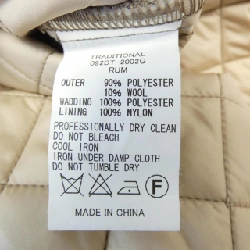 TRADITIONAL
RUM
OUTER 90% POLYESTER
10% WOOL
WADDING 100% POLYESTER
LINING 100% NYLON
PROFESSIONALLY DRY CLEAN
DO NOT BLEACH
COOL IRON
IRON UNDER DAMP CLOTH
DO NOT TUMBLE DRY
F
MADE IN CHINA